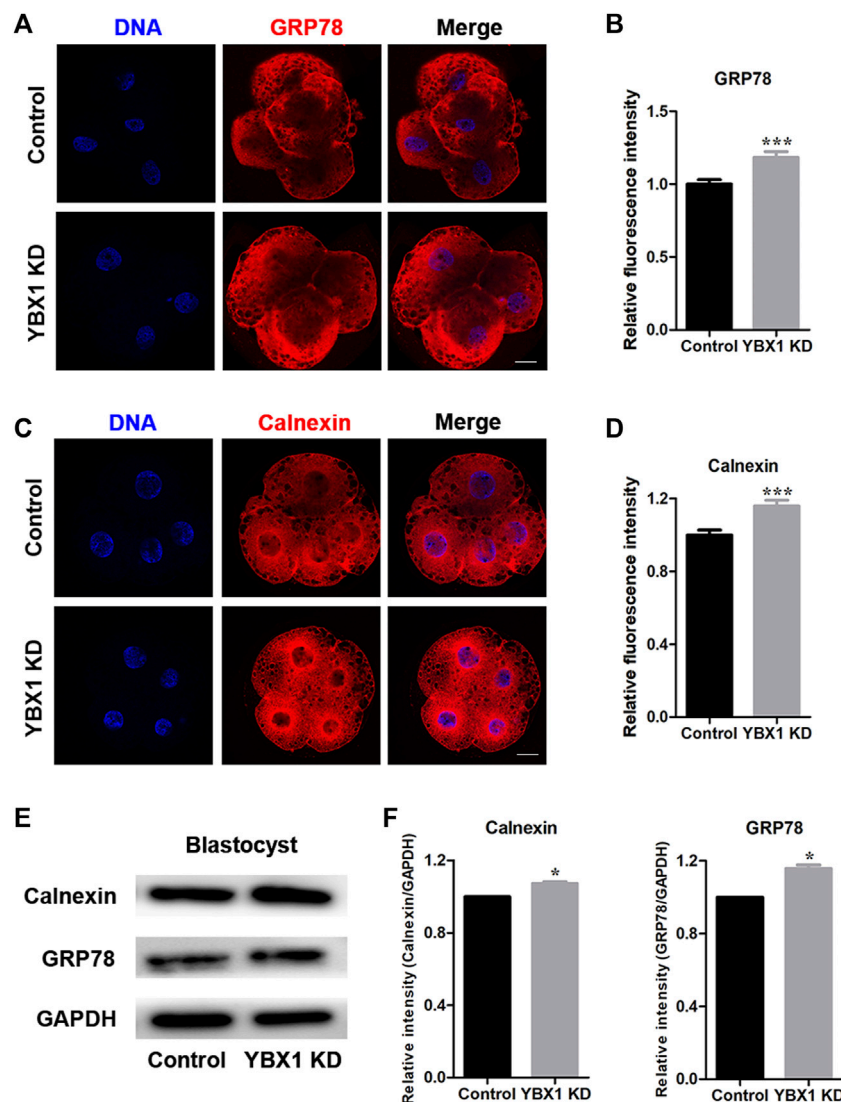 A
DNA
GRP78
Merge
Control
YBX1 KD
B
GRP78
Relative fluorescence intensity
1.5
***
1.0
0.5
0.0
Control YBX1 KD
C
DNA
Calnexin
Merge
Control
YBX1 KD
D
Calnexin
Relative fluorescence intensity
1.2
***
0.8
0.4
0.0
Control YBX1 KD
E
Blastocyst
Calnexin
GRP78
GAPDH
Control YBX1 KD
F
Calnexin
Relative intensity (Calnexin/GAPDH)
1.2
*
0.8
0.4
0.0
Control YBX1 KD
GRP78
Relative intensity (GRP78/GAPDH)
1.2
*
0.8
0.4
0.0
Control YBX1 KD